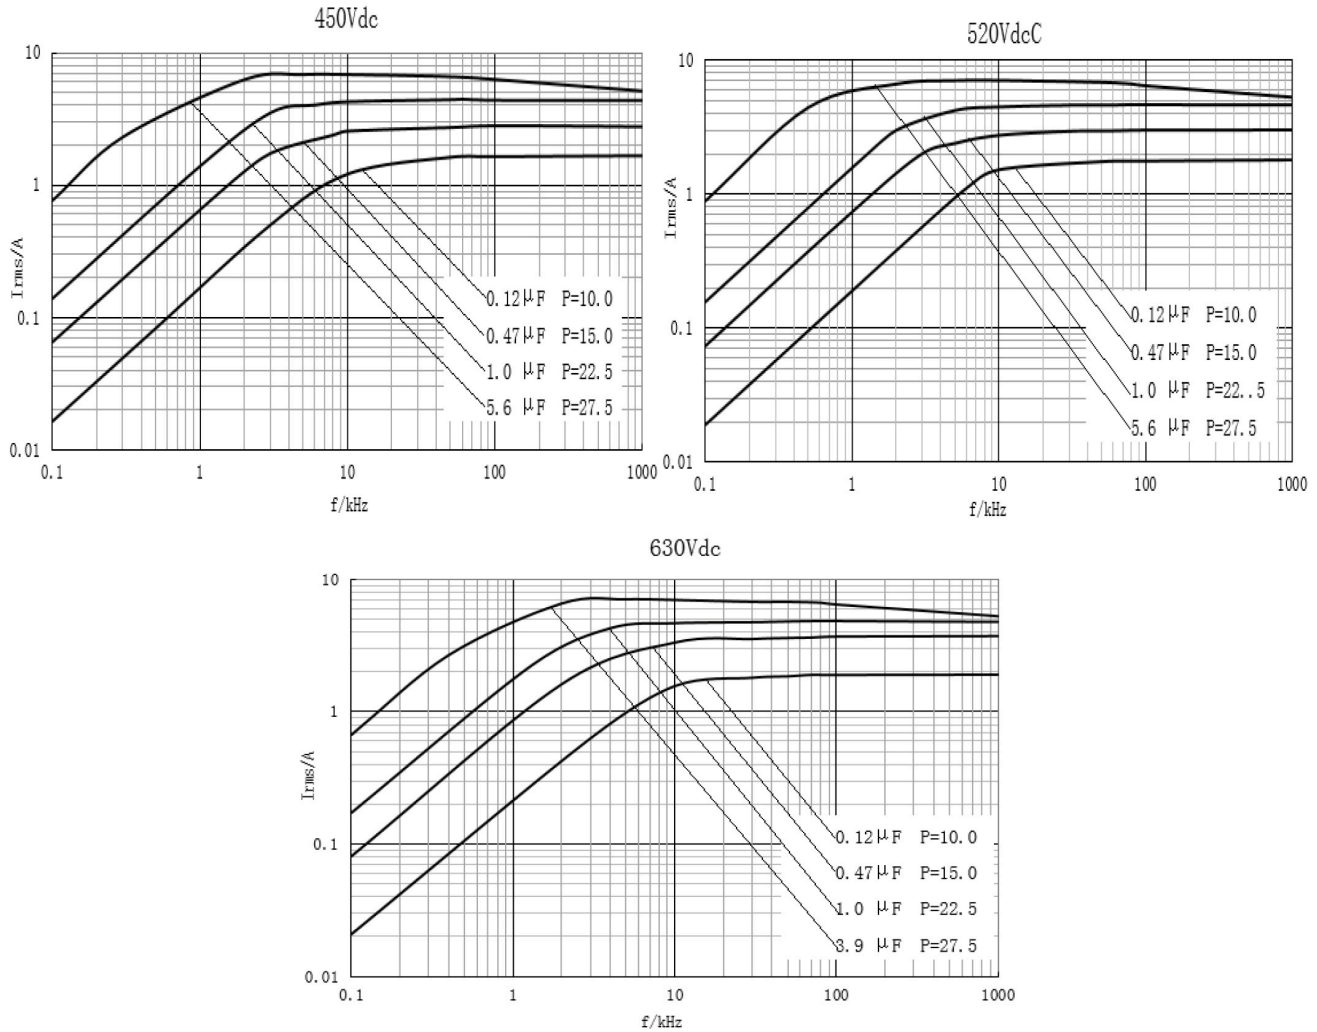 450Vdc
10
1
0.1
0.01
Irms/A
0.1 1 10 100 1000
f/kHz
0.12μF P=10.0
0.47μF P=15.0
1.0 μF P=22.5
5.6 μF P=27.5
520VdcC
10
1
0.1
0.01
Irms/A
0.1 1 10 100 1000
f/kHz
0.12μF P=10.0
0.47μF P=15.0
1.0 μF P=22..5
5.6 μF P=27.5
630Vdc
10
1
0.1
0.01
Irms/A
0.1 1 10 100 1000
f/kHz
0.12μF P=10.0
0.47μF P=15.0
1.0 μF P=22.5
3.9 μF P=27.5